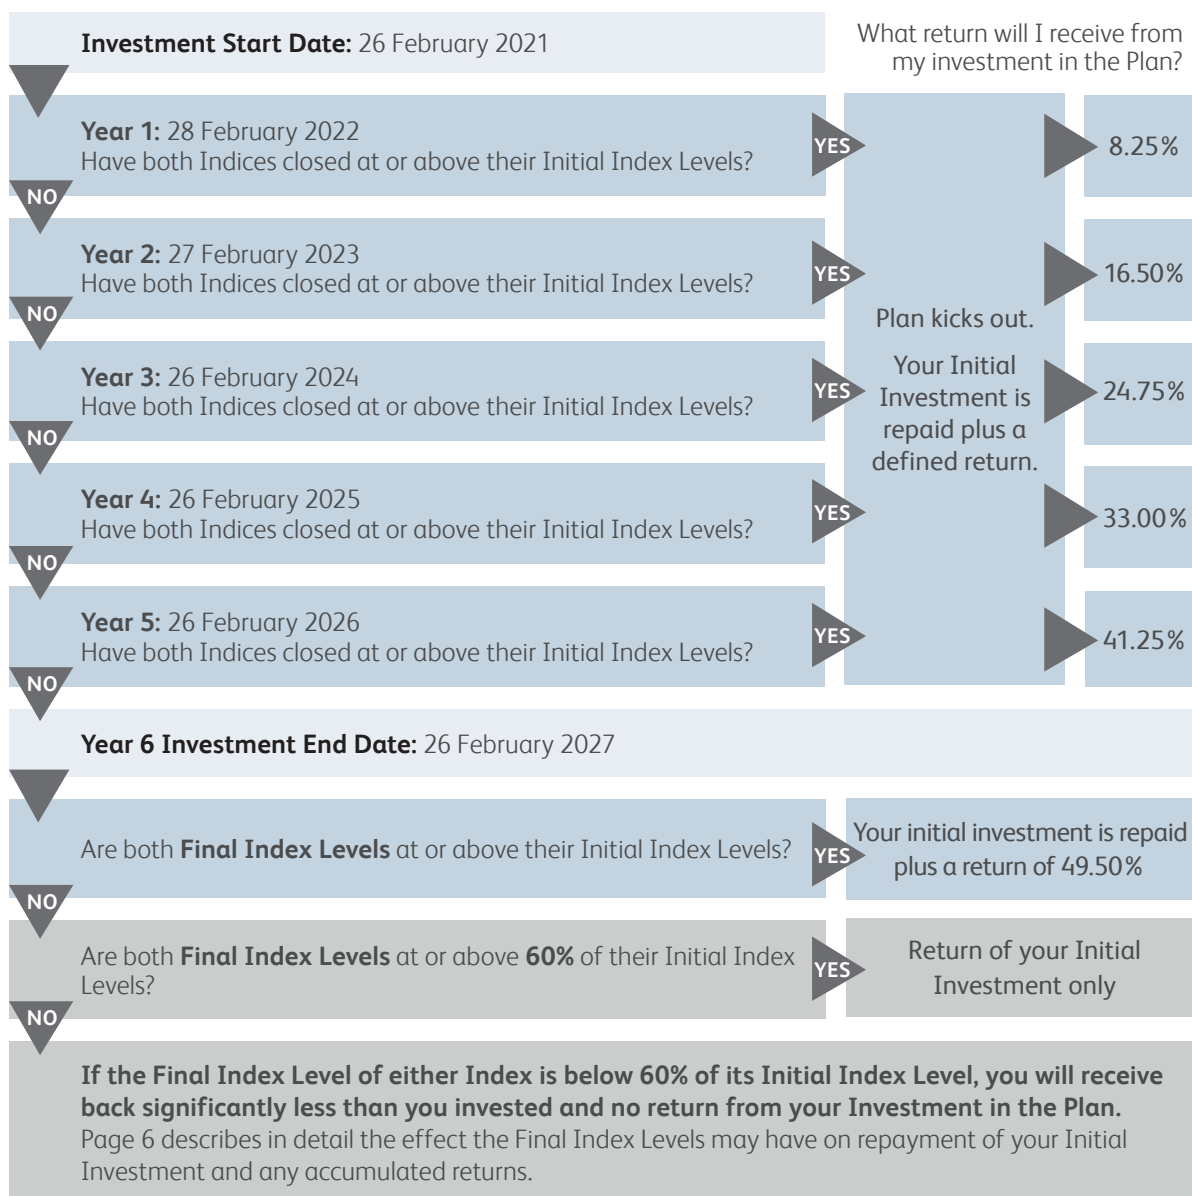 Investment Start Date: 26 February 2021
What return will I receive from
my investment in the Plan?
Year 1: 28 February 2022
Have both Indices closed at or above their Initial Index Levels?
YES
8.25%
NO
Year 2: 27 February 2023
Have both Indices closed at or above their Initial Index Levels?
YES
16.50%
NO
Plan kicks out.
Your Initial
Investment is
repaid plus a
defined return.
Year 3: 26 February 2024
Have both Indices closed at or above their Initial Index Levels?
YES
24.75%
NO
Year 4: 26 February 2025
Have both Indices closed at or above their Initial Index Levels?
YES
33.00%
NO
Year 5: 26 February 2026
Have both Indices closed at or above their Initial Index Levels?
YES
41.25%
NO
Year 6 Investment End Date: 26 February 2027
Are both Final Index Levels at or above their Initial Index Levels?
YES
Your initial investment is repaid
plus a return of 49.50%
NO
Are both Final Index Levels at or above 60% of their Initial Index
Levels?
YES
Return of your Initial
Investment only
NO
If the Final Index Level of either Index is below 60% of its Initial Index Level, you will receive
back significantly less than you invested and no return from your Investment in the Plan.
Page 6 describes in detail the effect the Final Index Levels may have on repayment of your Initial
Investment and any accumulated returns.